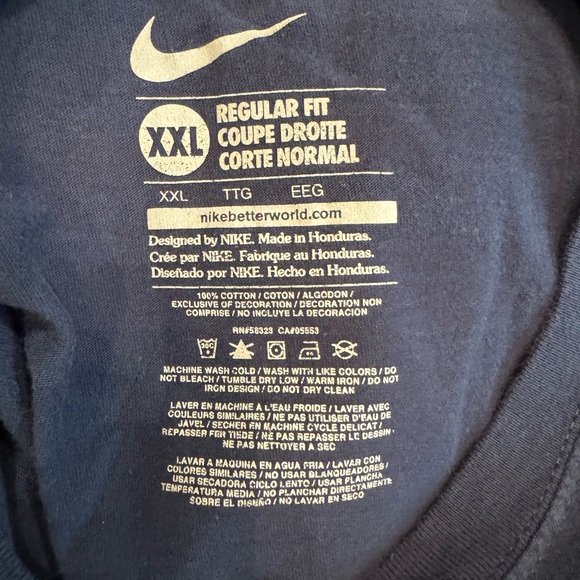 XXL
REGULAR FIT
COUPE DROITE
CORTE NORMAL
XXL TTG EEG
nikebetterworld.com
Designed by NIKE. Made in Honduras.
Crée par NIKE. Fabrique au Honduras.
Diseñado por NIKE. Hecho en Honduras.
100% COTTON / COTON / ALGODON /
EXCLUSIVE OF DECORATION / DECORATION NON
COMPRISE / NO INCLUYE LA DECORACION
RN#58323 CA#05553
30°
MACHINE WASH COLD / WASH WITH LIKE COLORS / DO
NOT BLEACH / TUMBLE DRY LOW / WARM IRON / DO NOT
IRON DESIGN / DO NOT DRY CLEAN
LAVER EN MACHINE A L'EAU FROIDE / LAVER AVEC
COULEURS SIMILAIRES / NE PAS UTILISER D'EAU DE
JAVEL / SECHER EN MACHINE CYCLE DELICAT /
REPASSER FER TIEDE / NE PAS REPASSER LE DESSIN
NE PAS NETTOYER A SEC
LAVAR A MAQUINA EN AGUA FRIA / LAVAR CON
COLORES SIMILARES / NO USAR BLANQUEADORES /
USAR SECADORA CICLO LENTO / USAR PLANCHA
TEMPERATURA MEDIA / NO PLANCHAR DIRECTAMENTE
SOBRE EL DISEÑO / NO LAVAR EN SECO